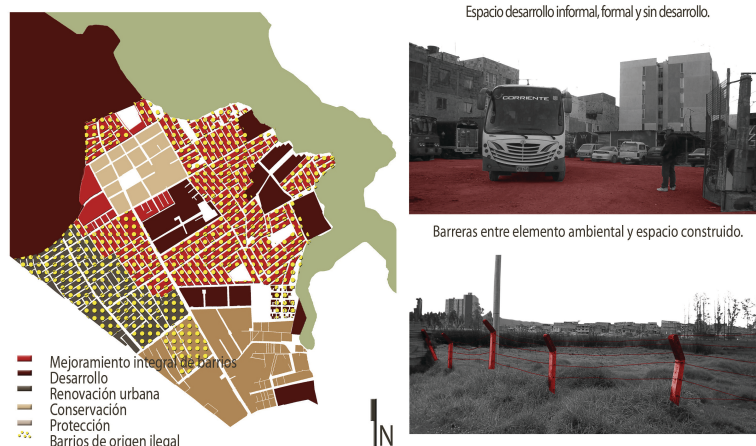 Espacio desarrollo informal, formal y sin desarrollo.
CORRIENTE
Barreras entre elemento ambiental y espacio construido.
Mejoramiento integral de barrios
Desarrollo
Renovación urbana
Conservación
Protección
Barrios de origen ilegal
N